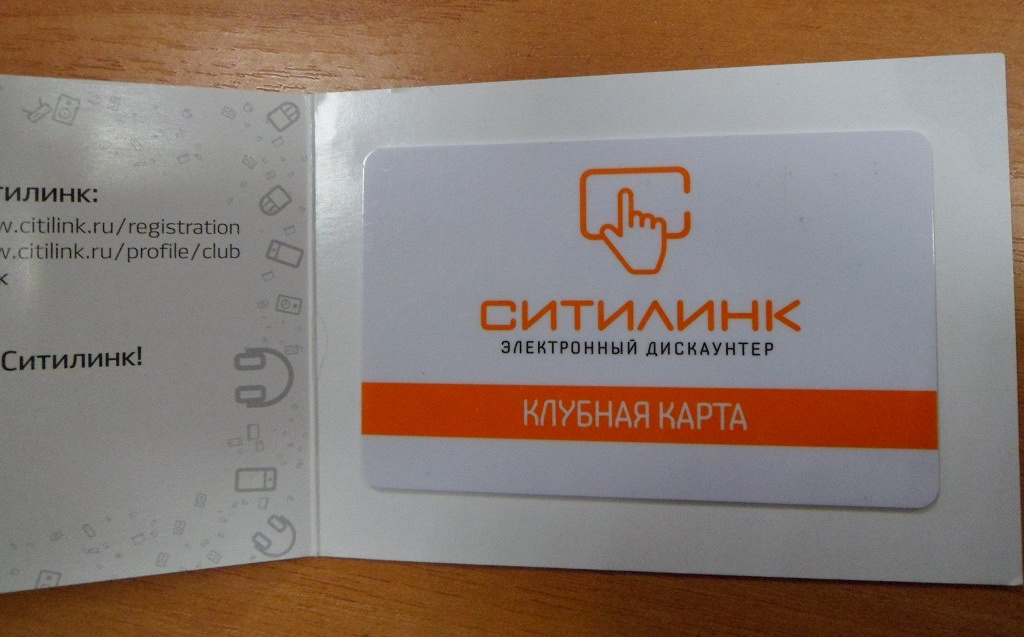 тилинк:
w.citilink.ru/registration
w.citilink.ru/profile/club
к
Ситилинк!
СИТИЛИНК
ЭЛЕКТРОННЫЙ ДИСКАУНТЕР
КЛУБНАЯ КАРТА